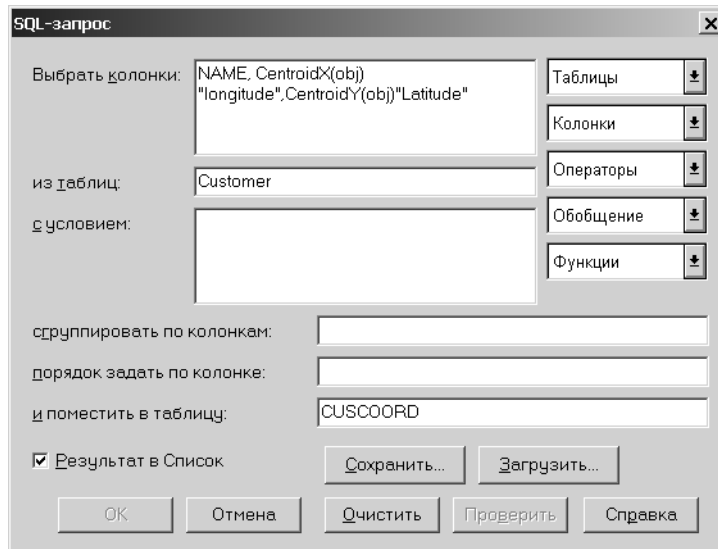 SQL-запрос
Выбрать колонки:
NAME, CentroidX(obj)
"longitude",CentroidY(obj)"Latitude"
Таблицы
Колонки
Операторы
Обобщение
Функции
из таблиц:
Customer
с условием:
сгруппировать по колонкам:
порядок задать по колонке:
и поместить в таблицу:
CUSCOORD
Результат в Список
Сохранить...
Загрузить...
OK
Отмена
Очистить
Проверить
Справка